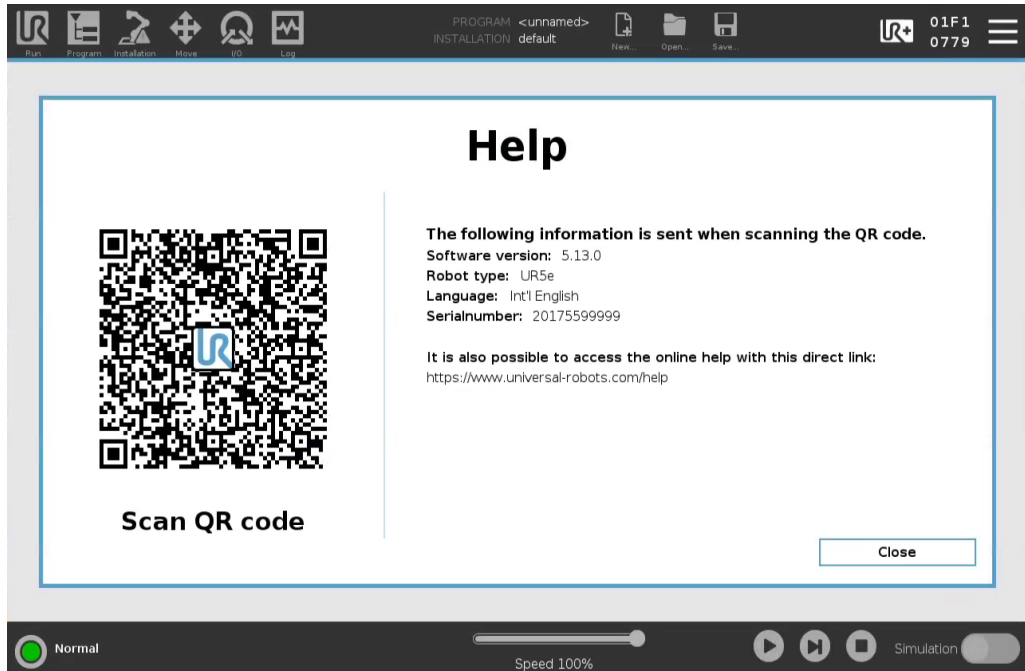 Run Program Installation Move I/O Log
PROGRAM <unnamed>
INSTALLATION default
New... Open... Save...
R+
01F1
0779
Help
The following information is sent when scanning the QR code.
Software version: 5.13.0
Robot type: UR5e
Language: Int'l English
Serialnumber: 20175599999
It is also possible to access the online help with this direct link:
https://www.universal-robots.com/help
UR
Scan QR code
Close
Normal
Speed 100%
Simulation